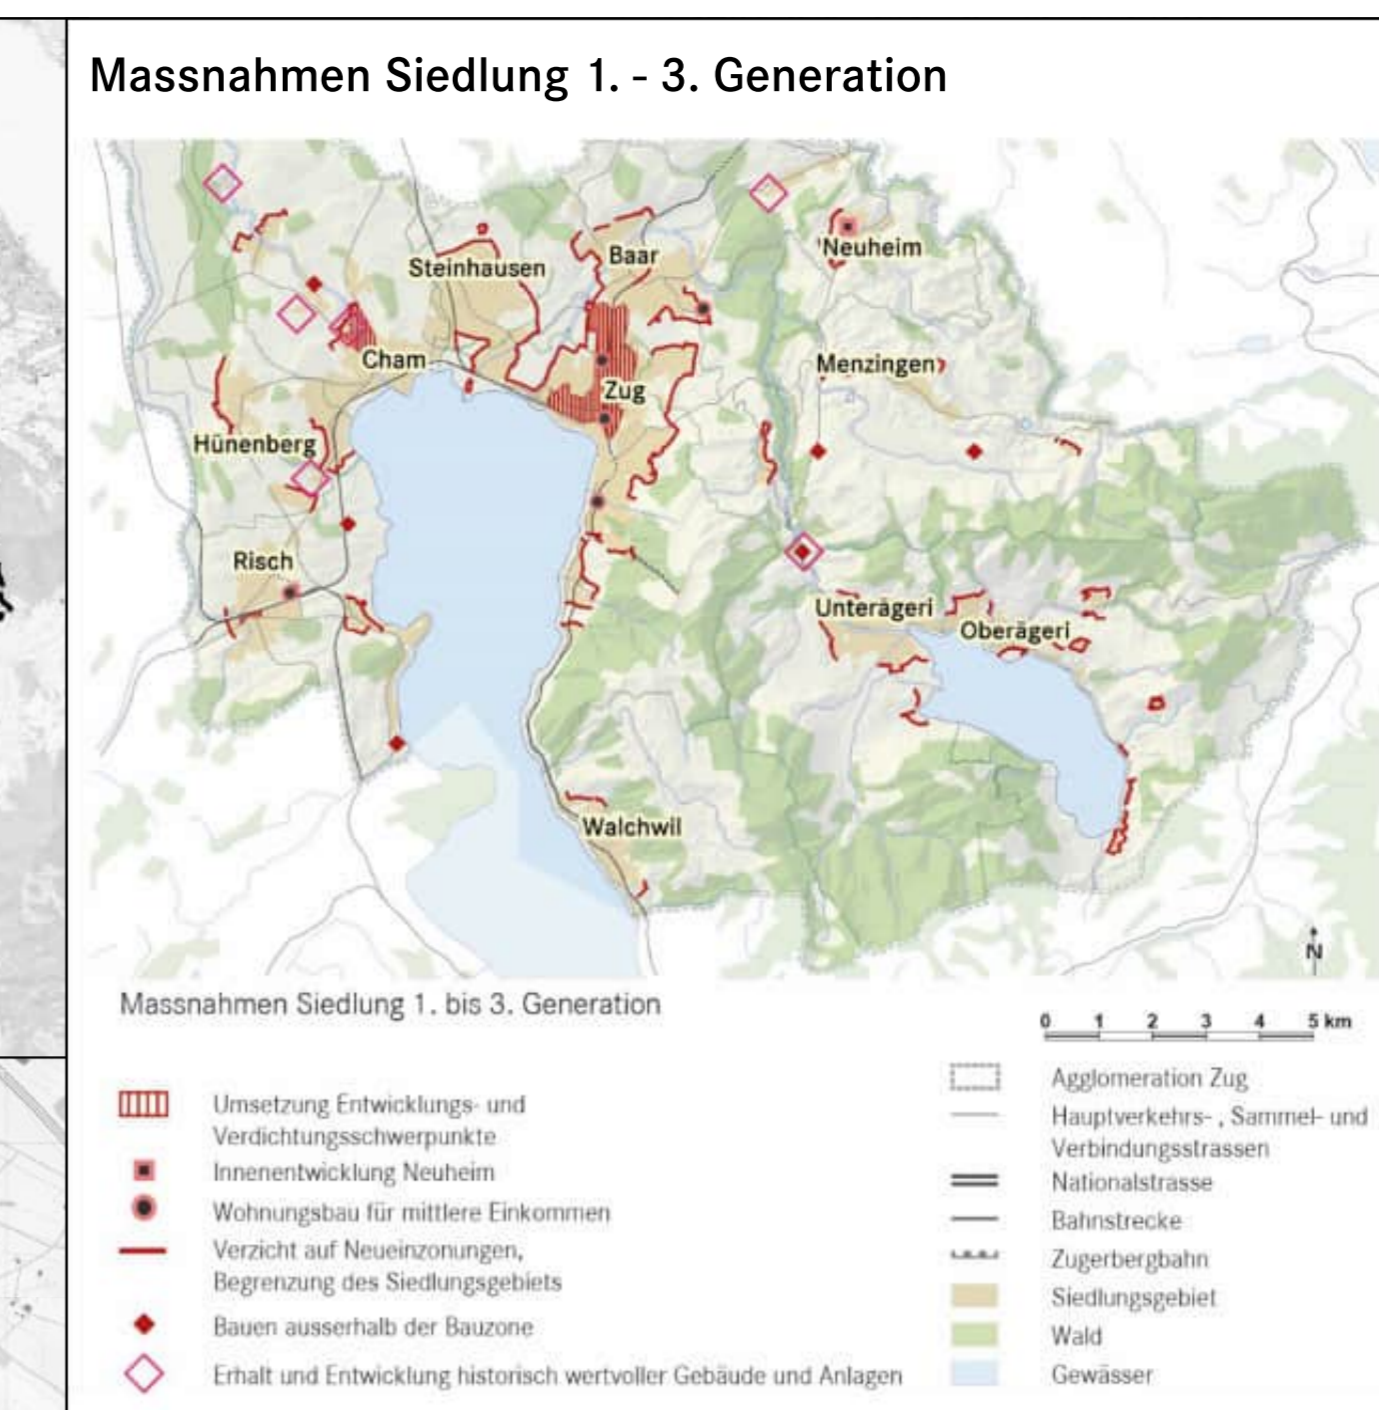 Massnahmen Siedlung 1. - 3. Generation
Neuheim
Baar
Steinhausen
Cham
Menzingen
Zug
Hünenberg
Risch
Unterägeri
Oberägeri
Walchwil
N
Massnahmen Siedlung 1. bis 3. Generation
0 1 2 3 4 5 km
Umsetzung Entwicklungs- und
Verdichtungsschwerpunkte
Innenentwicklung Neuheim
Wohnungsbau für mittlere Einkommen
Verzicht auf Neueinzonungen,
Begrenzung des Siedlungsgebiets
Bauen ausserhalb der Bauzone
Erhalt und Entwicklung historisch wertvoller Gebäude und Anlagen
Agglomeration Zug
Hauptverkehrs- , Sammel- und
Verbindungsstrassen
Nationalstrasse
Bahnstrecke
Zugerbergbahn
Siedlungsgebiet
Wald
Gewässer